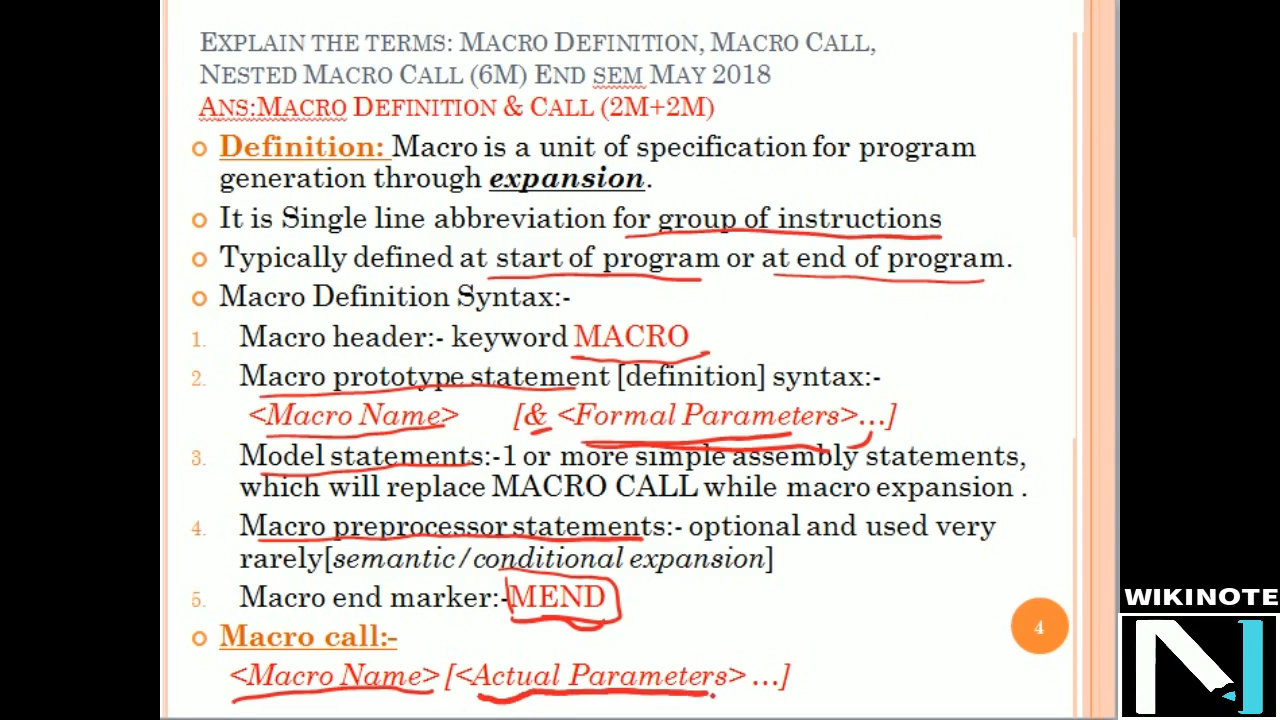 EXPLAIN THE TERMS: MACRO DEFINITION, MACRO CALL,
NESTED MACRO CALL (6M) END SEM MAY 2018
ANS:MACRO DEFINITION & CALL (2M+2M)
Definition: Macro is a unit of specification for program
generation through expansion.
It is Single line abbreviation for group of instructions
Typically defined at start of program or at end of program.
Macro Definition Syntax:-
1. Macro header:- keyword MACRO
2. Macro prototype statement [definition] syntax:-
<Macro Name> [& <Formal Parameters>...]
3. Model statements:-1 or more simple assembly statements,
which will replace MACRO CALL while macro expansion .
4. Macro preprocessor statements:- optional and used very
rarely[semantic/conditional expansion]
5. Macro end marker:-MEND
Macro call:-
<Macro Name> [<Actual Parameters> ...]
4
WIKINOTE
N